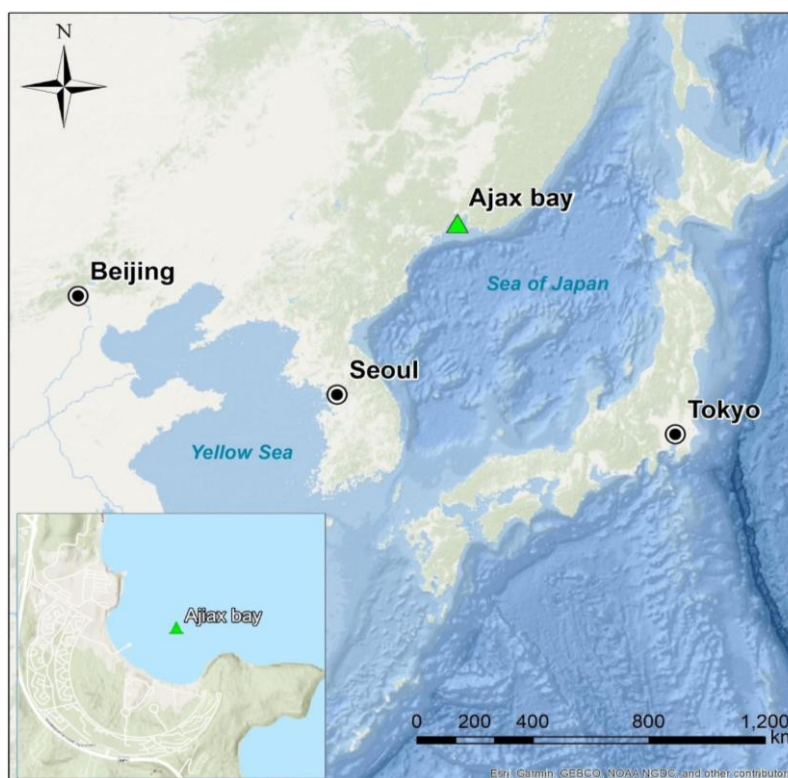 N
Ajax bay
Beijing
Sea of Japan
Seoul
Tokyo
Yellow Sea
Ajiax bay
0 200 400 800 1,200
km
Esri, Garmin, GEBCO, NOAA NGDC, and other contributors